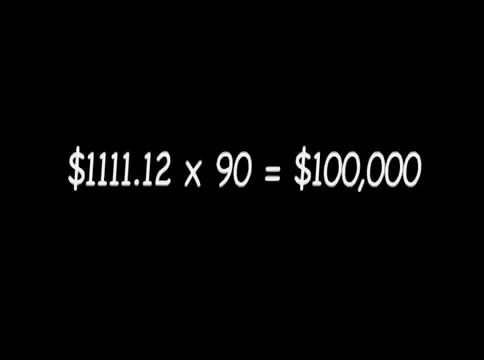 $1111.12 x 90 = $100,000